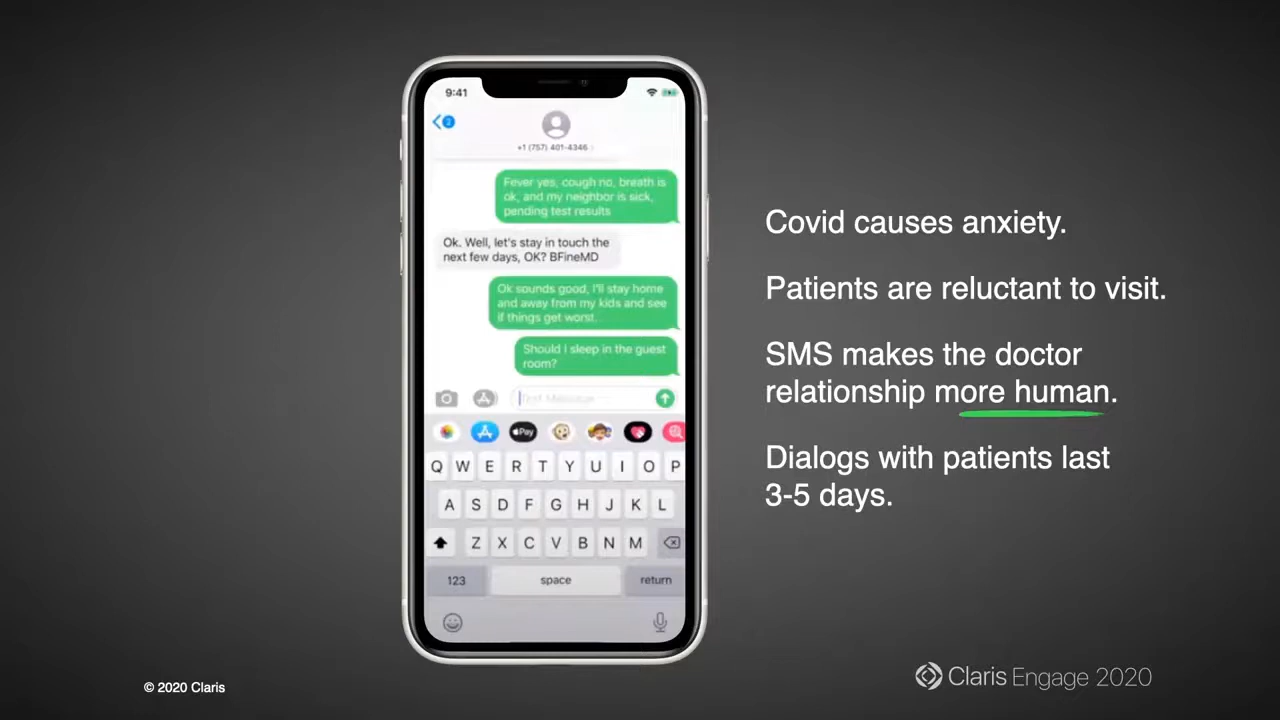 9:41
2
+1 (757) 401-4346
Fever yes, cough no, breath is
ok, and my neighbor is sick,
pending test results
Ok. Well, let's stay in touch the
next few days, OK? BFineMD
Ok sounds good, I'll stay home
and away from my kids and see
if things get worst..
Should I sleep in the guest
room?
Text Message
Pay
Q W E R T Y U I O P
A S D F G H J K L
Z X C V B N M
123 space return
Covid causes anxiety.
Patients are reluctant to visit.
SMS makes the doctor
relationship more human.
Dialogs with patients last
3-5 days.
© 2020 Claris
Claris Engage 2020